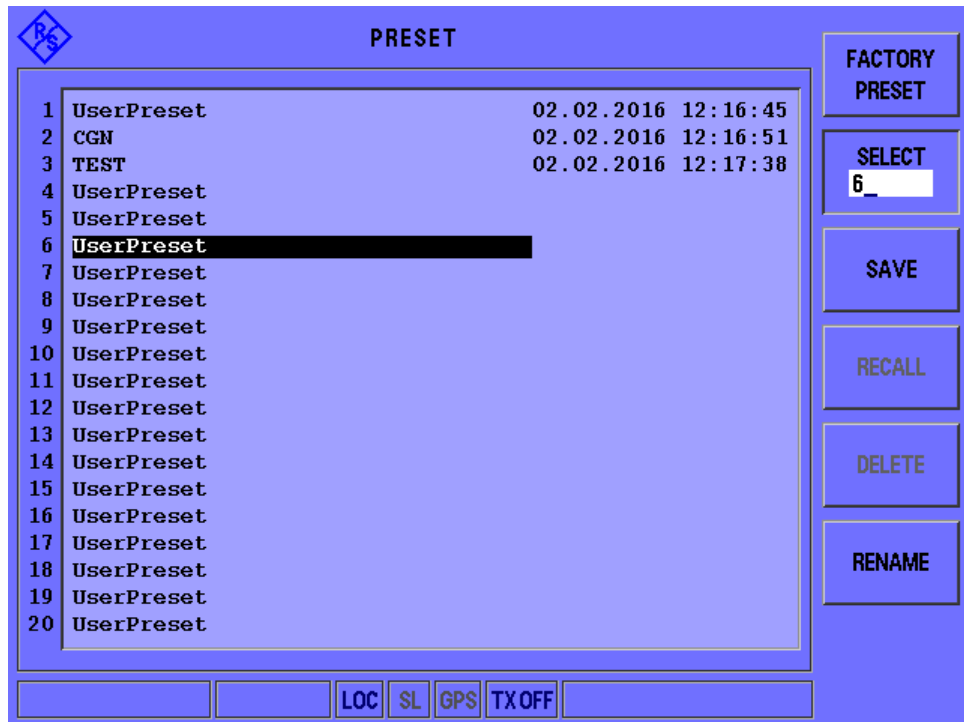 R&S
PRESET
1 UserPreset 02.02.2016 12:16:45
2 CGN 02.02.2016 12:16:51
3 TEST 02.02.2016 12:17:38
4 UserPreset
5 UserPreset
6 UserPreset
7 UserPreset
8 UserPreset
9 UserPreset
10 UserPreset
11 UserPreset
12 UserPreset
13 UserPreset
14 UserPreset
15 UserPreset
16 UserPreset
17 UserPreset
18 UserPreset
19 UserPreset
20 UserPreset
FACTORY
PRESET
SELECT
6_
SAVE
RECALL
DELETE
RENAME
LOC SL GPS TX OFF